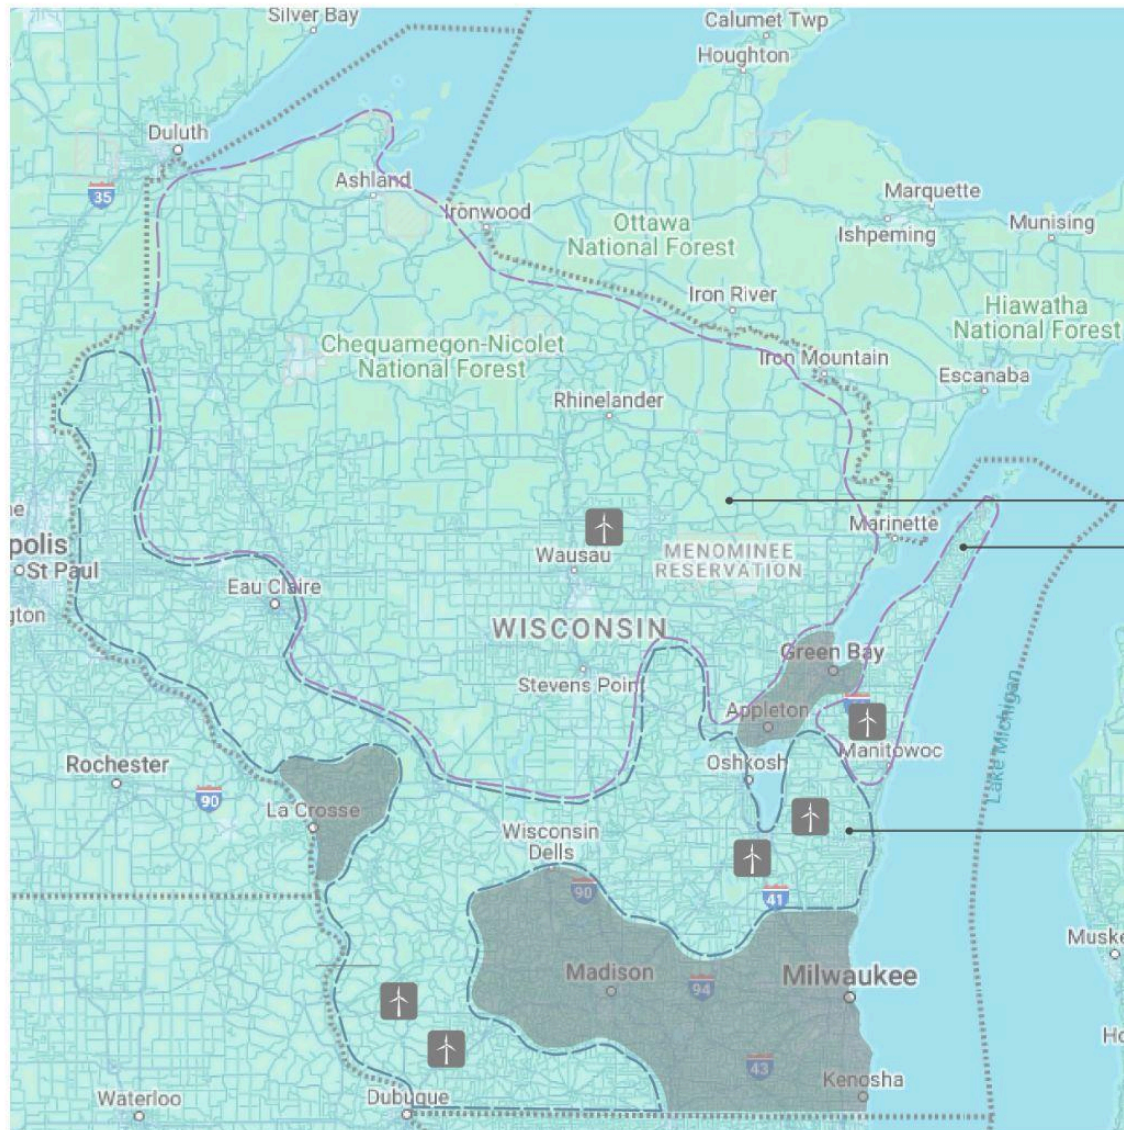 Silver Bay
Calumet Twp
Houghton
Duluth
35
Ashland
Ironwood
Ottawa
National Forest
Marquette
Ishpeming
Munising
Iron River
Hiawatha
National Forest
Chequamegon-Nicolet
National Forest
Iron Mountain
Escanaba
Rhinelander
ne
polis
St Paul
Marinette
Wausau
MENOMINEE
RESERVATION
Eau Claire
gton
WISCONSIN
Green Bay
Stevens Point
Appleton
Lake Michigan
Manitowoc
Oshkosh
Rochester
90
La Crosse
Wisconsin
Dells
90
41
Muske
Madison
94
Milwaukee
Ho
43
Kenosha
Waterloo
Dubuque